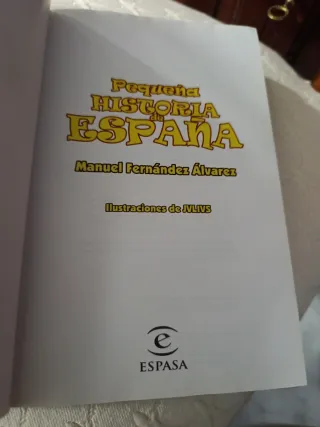 Pequeña
HISTORIA de
ESPAÑA
Manuel Fernández Álvarez
Ilustraciones de JVLIVS
e
ESPASA